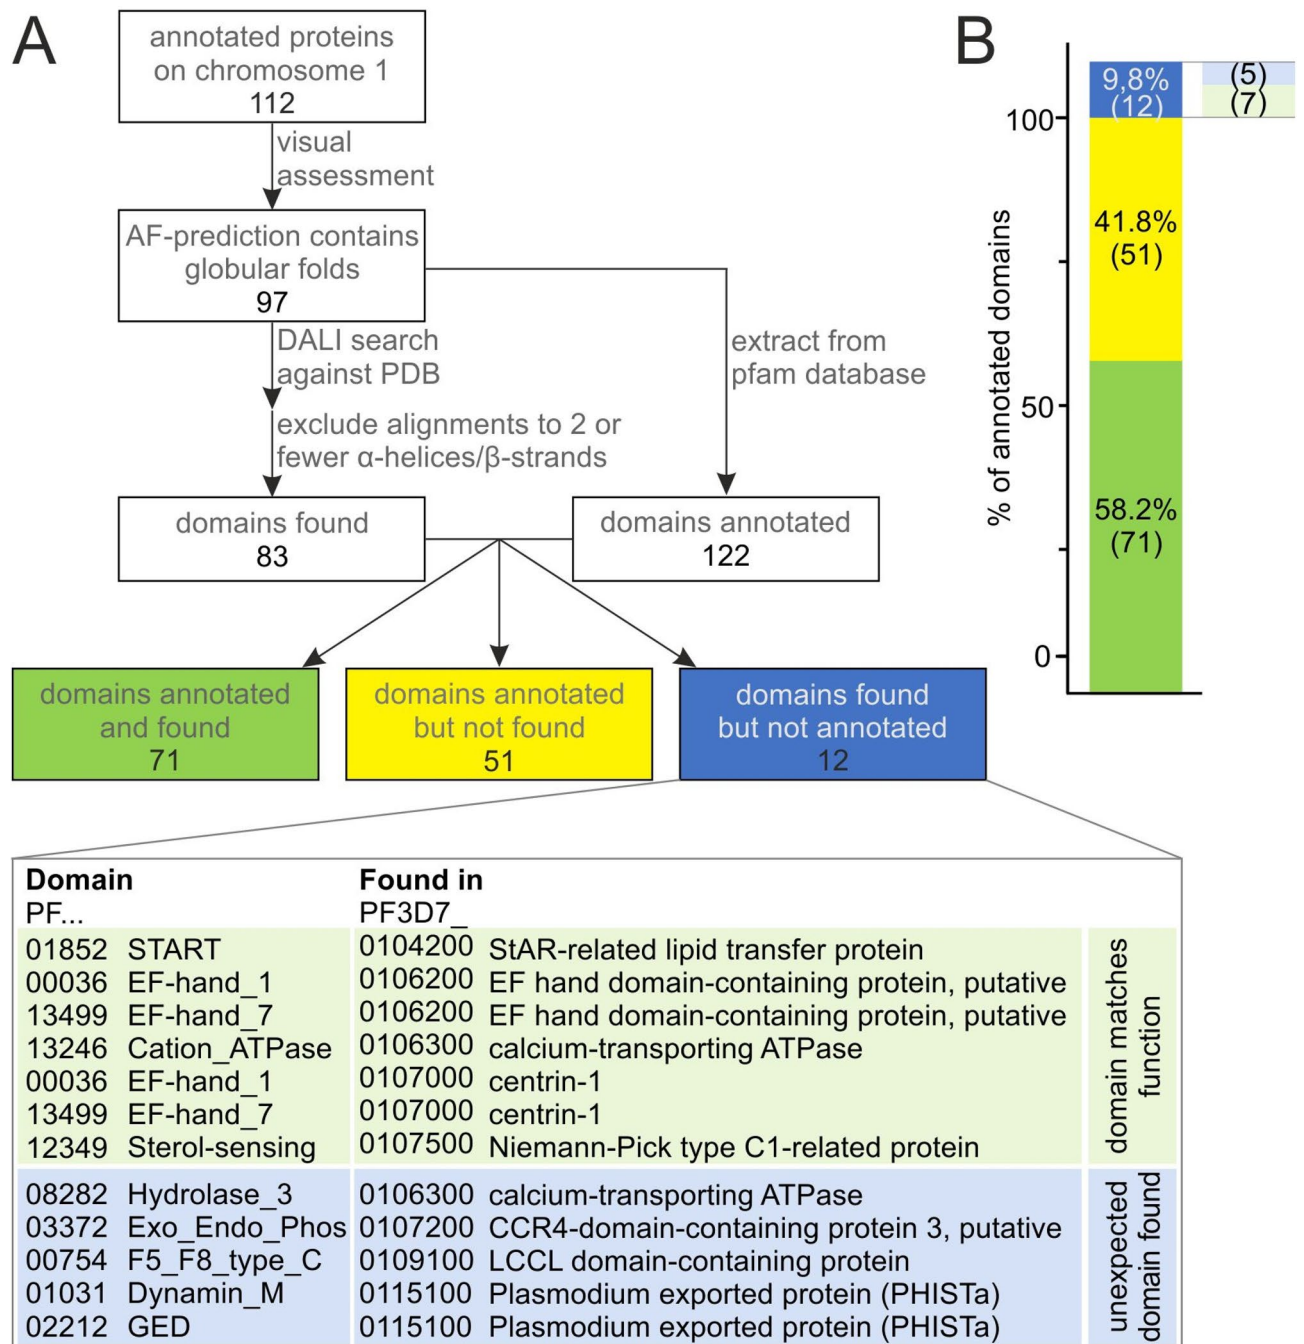 A
annotated proteins
on chromosome 1
112
visual
assessment
AF-prediction contains
globular folds
97
DALI search
against PDB
extract from
pfam database
exclude alignments to 2 or
fewer α-helices/β-strands
domains found
83
domains annotated
122
domains annotated
and found
71
domains annotated
but not found
51
domains found
but not annotated
12
B
% of annotated domains
100
50
0
9,8%
(12)
(5)
(7)
41.8%
(51)
58.2%
(71)
Domain Found in
PF... PF3D7_
01852 START 0104200 StAR-related lipid transfer protein
00036 EF-hand_1 0106200 EF hand domain-containing protein, putative
13499 EF-hand_7 0106200 EF hand domain-containing protein, putative
13246 Cation_ATPase 0106300 calcium-transporting ATPase
00036 EF-hand_1 0107000 centrin-1
13499 EF-hand_7 0107000 centrin-1
12349 Sterol-sensing 0107500 Niemann-Pick type C1-related protein
domain matches
function
08282 Hydrolase_3 0106300 calcium-transporting ATPase
03372 Exo_Endo_Phos 0107200 CCR4-domain-containing protein 3, putative
00754 F5_F8_type_C 0109100 LCCL domain-containing protein
01031 Dynamin_M 0115100 Plasmodium exported protein (PHISTa)
02212 GED 0115100 Plasmodium exported protein (PHISTa)
unexpected
domain found